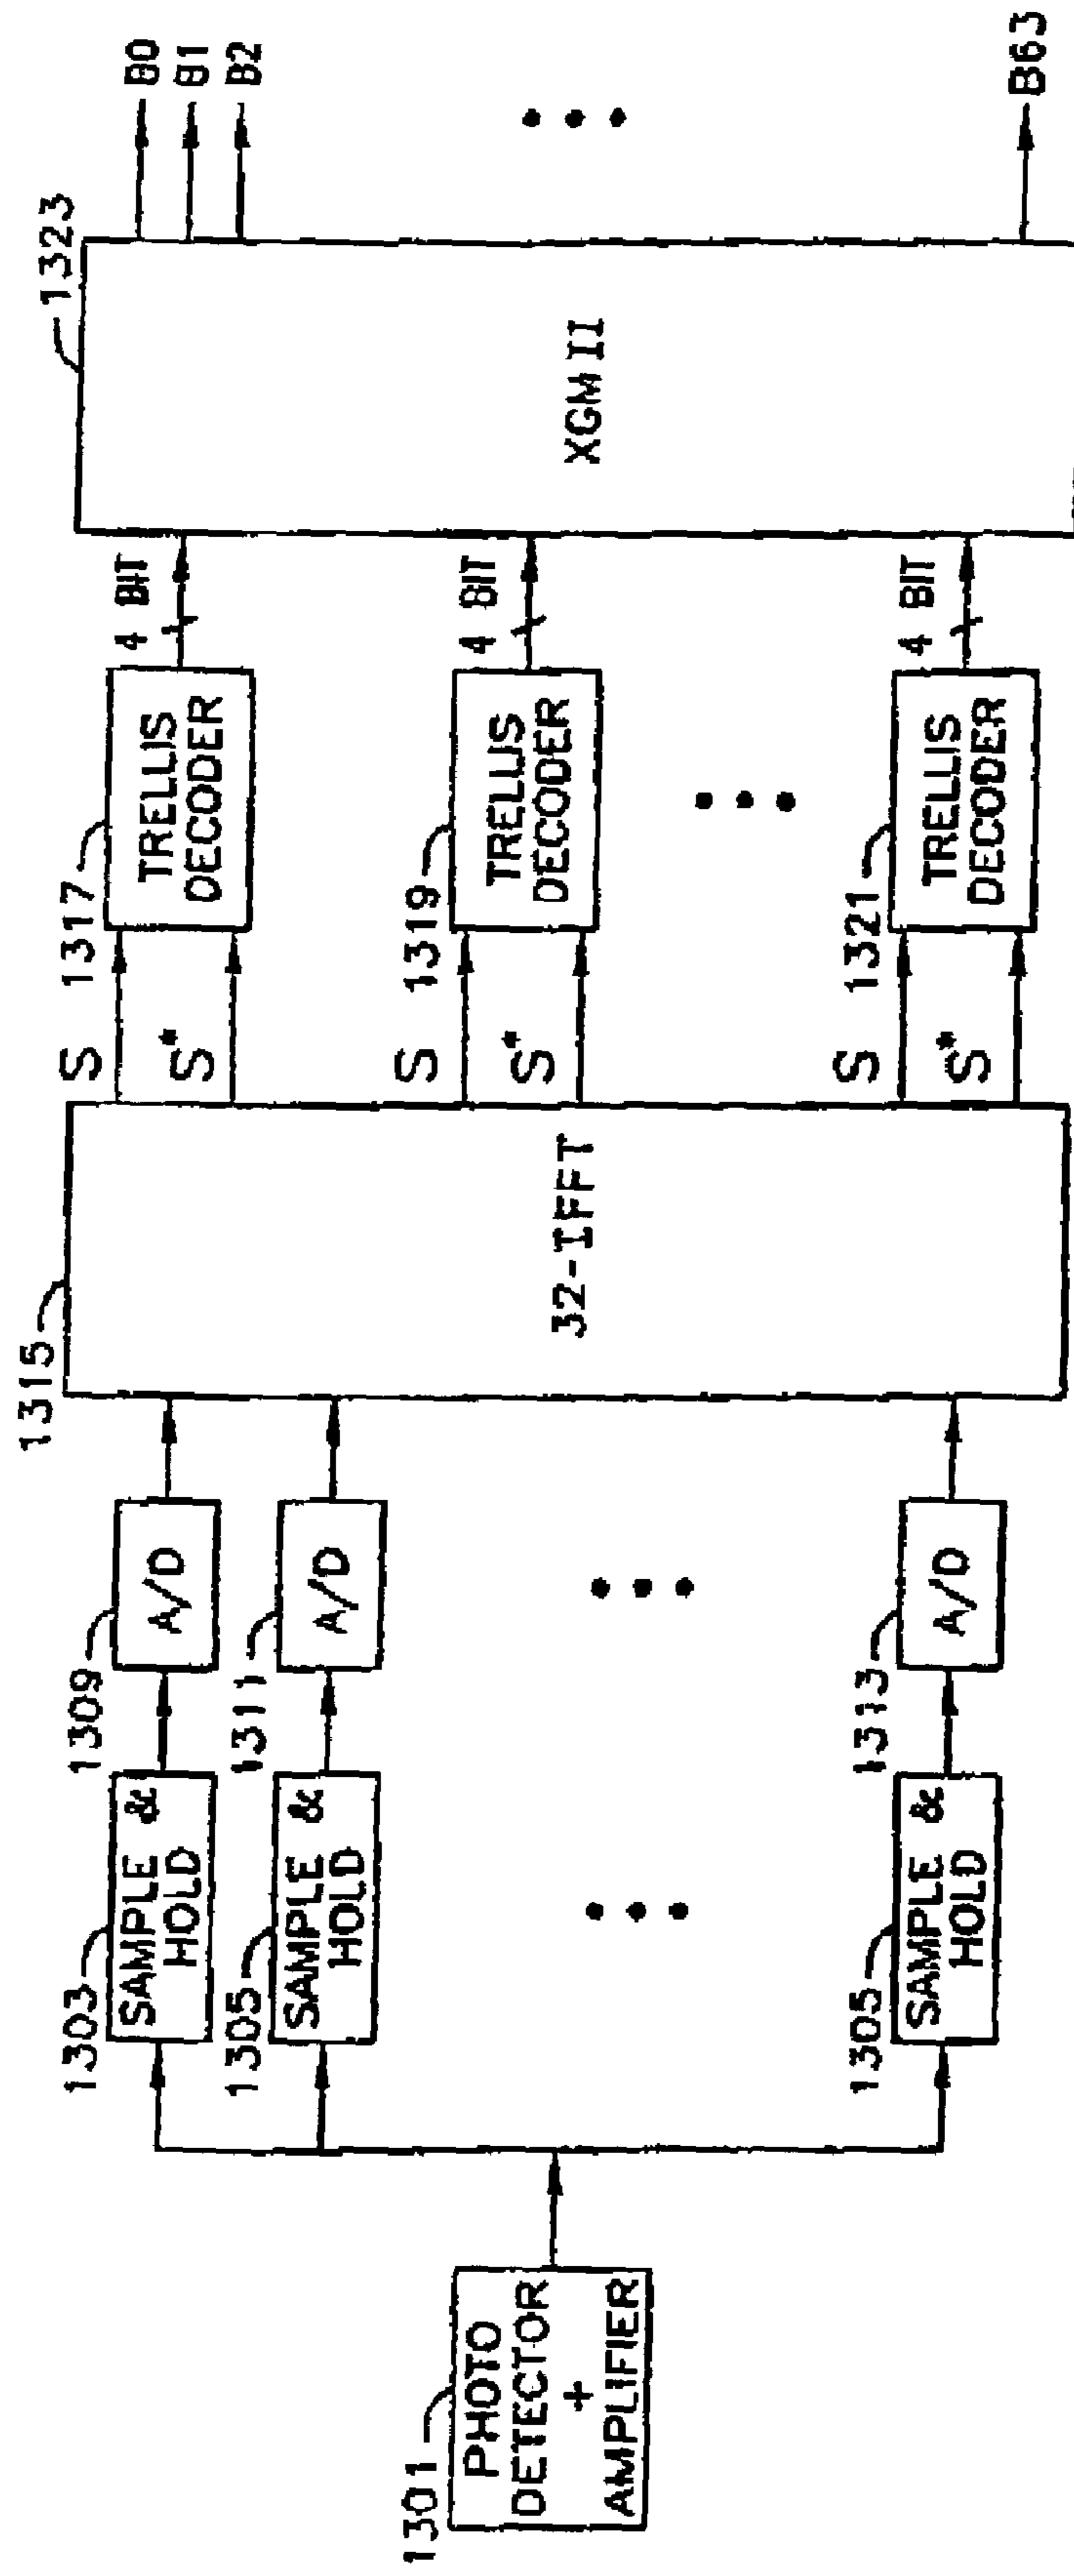 1301
PHOTO
DETECTOR
+
AMPLIFIER
1303
SAMPLE &
HOLD
1305
SAMPLE &
HOLD
1305
SAMPLE &
HOLD
1309
A/D
1311
A/D
1313
A/D
1315
32-IFFT
S
S*
S
S*
S
S*
1317
TRELLIS
DECODER
1319
TRELLIS
DECODER
1321
TRELLIS
DECODER
4 BIT
4 BIT
4 BIT
1323
XGMII
B0
B1
B2
B63